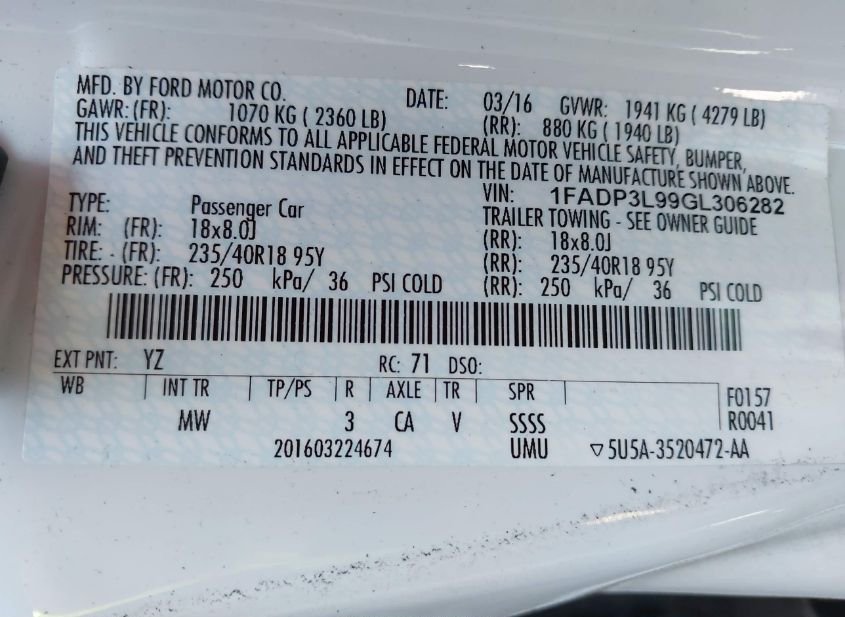 MFD. BY FORD MOTOR CO. DATE: 03/16 GVWR: 1941 KG ( 4279 LB)
GAWR: (FR): 1070 KG ( 2360 LB) (RR): 880 KG ( 1940 LB)
THIS VEHICLE CONFORMS TO ALL APPLICABLE FEDERAL MOTOR VEHICLE SAFETY, BUMPER,
AND THEFT PREVENTION STANDARDS IN EFFECT ON THE DATE OF MANUFACTURE SHOWN ABOVE.
VIN: 1FADP3L99GL306282
TYPE: Passenger Car TRAILER TOWING - SEE OWNER GUIDE
RIM: (FR): 18x8.0J (RR): 18x8.0J
TIRE: - (FR): 235/40R18 95Y (RR): 235/40R18 95Y
PRESSURE: (FR): 250 kPa/ 36 PSI COLD (RR): 250 kPa/ 36 PSI COLD
EXT PNT: YZ RC: 71 DSO:
WB | INT TR | TP/PS | R | AXLE | TR | SPR | F0157
MW 3 CA V SSSS R0041
201603224674 UMU ▽5U5A-3520472-AA